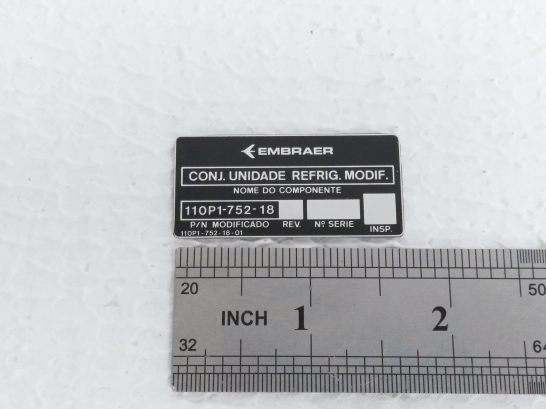 EMBRAER
CONJ. UNIDADE REFRIG. MODIF.
NOME DO COMPONENTE
110P1-752-18
P/N MODIFICADO REV. Nº SERIE INSP.
110P1-752-18-01
20 50
INCH 1 2
32 64